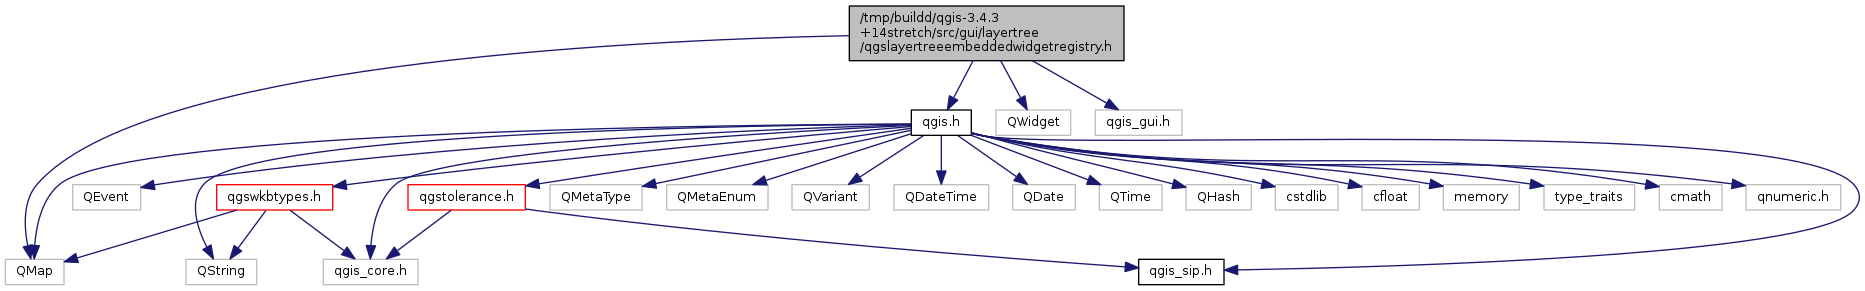 /tmp/buildd/qgis-3.4.3
+14stretch/src/gui/layertree
/qgslayertreeembeddedwidgetregistry.h
qgis.h
QWidget
qgis_gui.h
QEvent
qgswkbtypes.h
qgstolerance.h
QMetaType
QMetaEnum
QVariant
QDateTime
QDate
QTime
QHash
cstdlib
cfloat
memory
type_traits
cmath
qnumeric.h
QMap
QString
qgis_core.h
qgis_sip.h